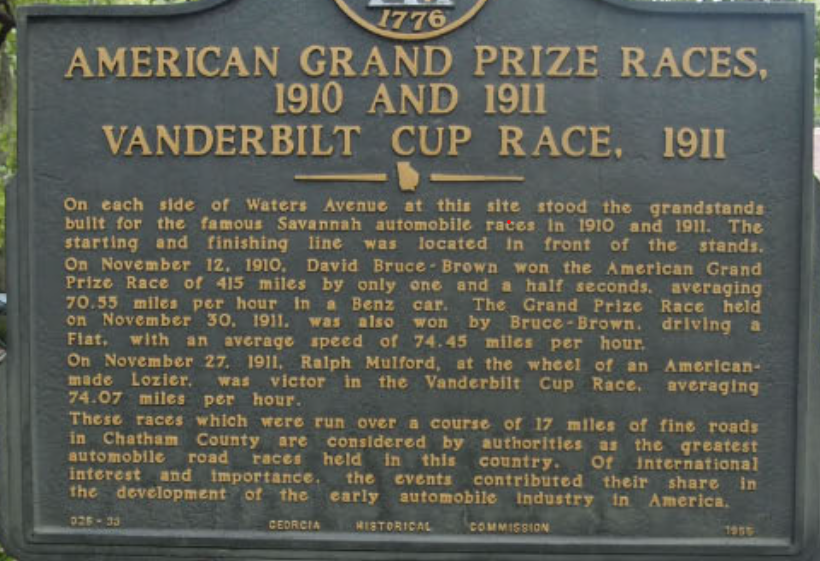 1776
AMERICAN GRAND PRIZE RACES,
1910 AND 1911
VANDERBILT CUP RACE, 1911
On each side of Waters Avenue at this site stood the grandstands
built for the famous Savannah automobile races in 1910 and 1911. The
starting and finishing line was located in front of the stands.
On November 12, 1910, David Bruce-Brown won the American Grand
Prize Race of 415 miles by only one and a half seconds, averaging
70.55 miles per hour in a Benz car. The Grand Prize Race held
on November 30, 1911, was also won by Bruce-Brown, driving a
Fiat, with an average speed of 74.45 miles per hour.
On November 27, 1911, Ralph Mulford, at the wheel of an American-
made Lozier, was victor in the Vanderbilt Cup Race, averaging
74.07 miles per hour.
These races which were run over a course of 17 miles of fine roads
in Chatham County are considered by authorities as the greatest
automobile road races held in this country. Of international
interest and importance, the events contributed their share in
the development of the early automobile industry in America.
GEORGIA HISTORICAL COMMISSION